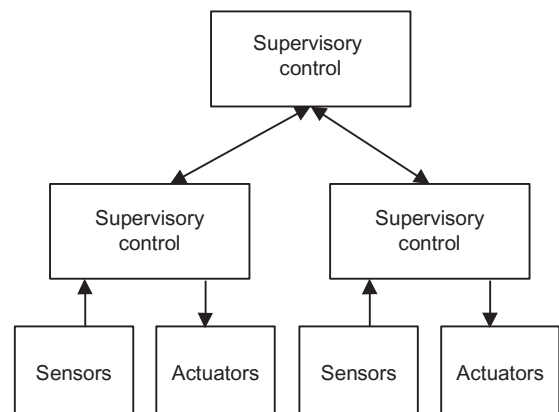 Supervisory
control
Supervisory
control
Supervisory
control
Sensors
Actuators
Sensors
Actuators